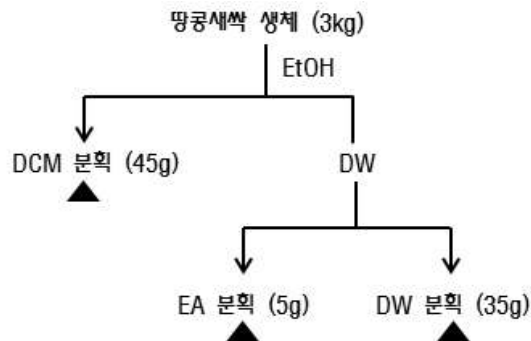 땅콩새싹 생체 (3kg)
EtOH
DCM 분획 (45g)
DW
EA 분획 (5g)
DW 분획 (35g)